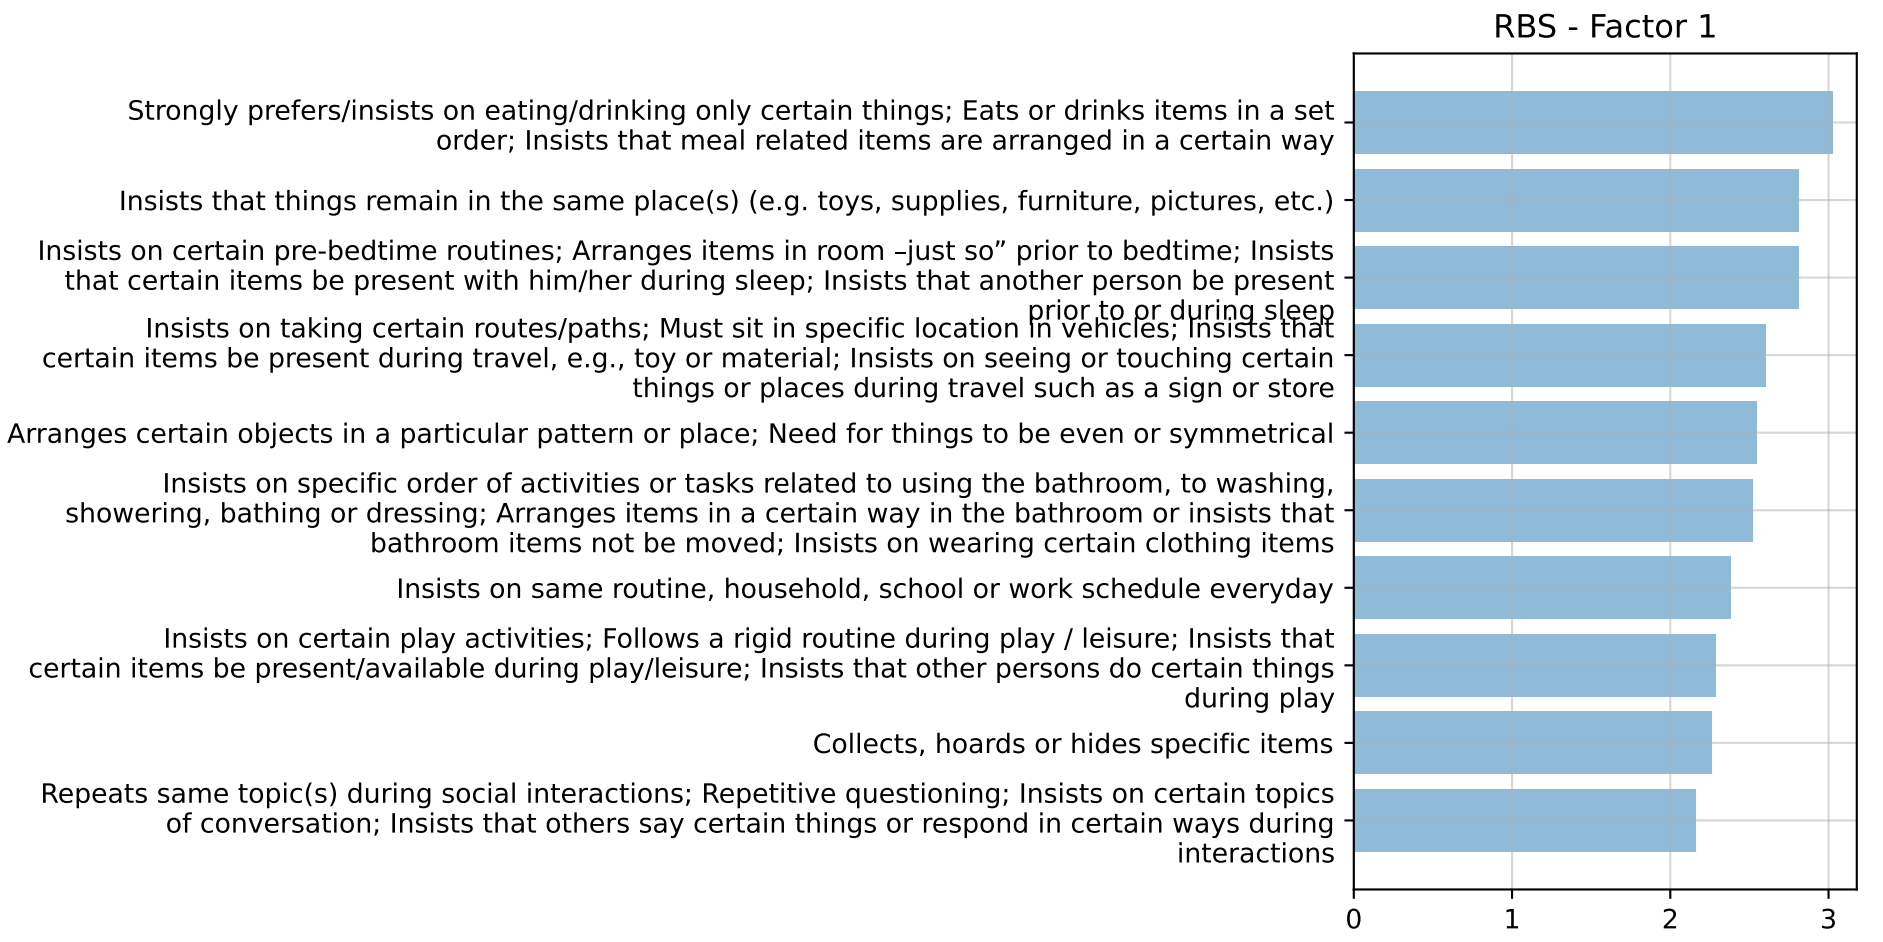 RBS - Factor 1
Strongly prefers/insists on eating/drinking only certain things; Eats or drinks items in a set
order; Insists that meal related items are arranged in a certain way
Insists that things remain in the same place(s) (e.g. toys, supplies, furniture, pictures, etc.)
Insists on certain pre-bedtime routines; Arranges items in room –just so” prior to bedtime; Insists
that certain items be present with him/her during sleep; Insists that another person be present
prior to or during sleep
Insists on taking certain routes/paths; Must sit in specific location in vehicles; Insists that
certain items be present during travel, e.g., toy or material; Insists on seeing or touching certain
things or places during travel such as a sign or store
Arranges certain objects in a particular pattern or place; Need for things to be even or symmetrical
Insists on specific order of activities or tasks related to using the bathroom, to washing,
showering, bathing or dressing; Arranges items in a certain way in the bathroom or insists that
bathroom items not be moved; Insists on wearing certain clothing items
Insists on same routine, household, school or work schedule everyday
Insists on certain play activities; Follows a rigid routine during play / leisure; Insists that
certain items be present/available during play/leisure; Insists that other persons do certain things
during play
Collects, hoards or hides specific items
Repeats same topic(s) during social interactions; Repetitive questioning; Insists on certain topics
of conversation; Insists that others say certain things or respond in certain ways during
interactions
0 1 2 3